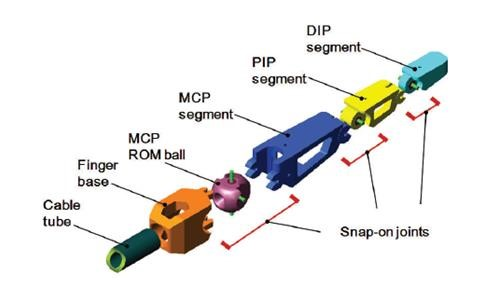 DIP
segment
PIP
segment
MCP
segment
MCP
ROM ball
Finger
base
Cable
tube
Snap-on joints